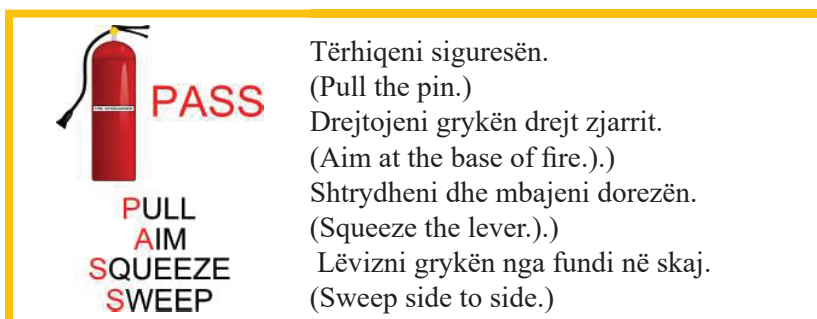 PASS
PULL
AIM
SQUEEZE
SWEEP
Tërhiqeni siguresën.
(Pull the pin.)
Drejtojeni grykën drejt zjarrit.
(Aim at the base of fire.).)
Shtrydheni dhe mbajeni dorezën.
(Squeeze the lever.).)
Lëvizni grykën nga fundi në skaj.
(Sweep side to side.)